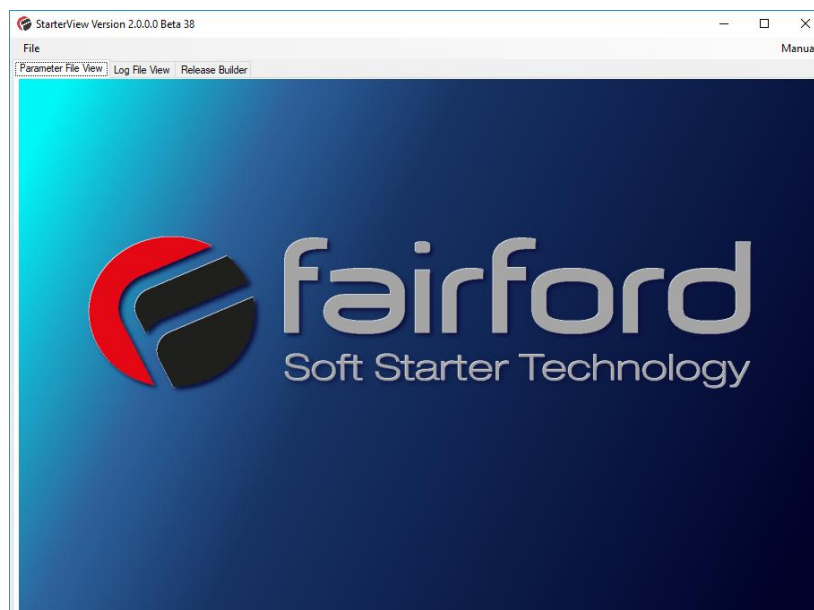 StarterView Version 2.0.0.0 Beta 38
File Manua
Parameter File View Log File View Release Builder
fairford
Soft Starter Technology